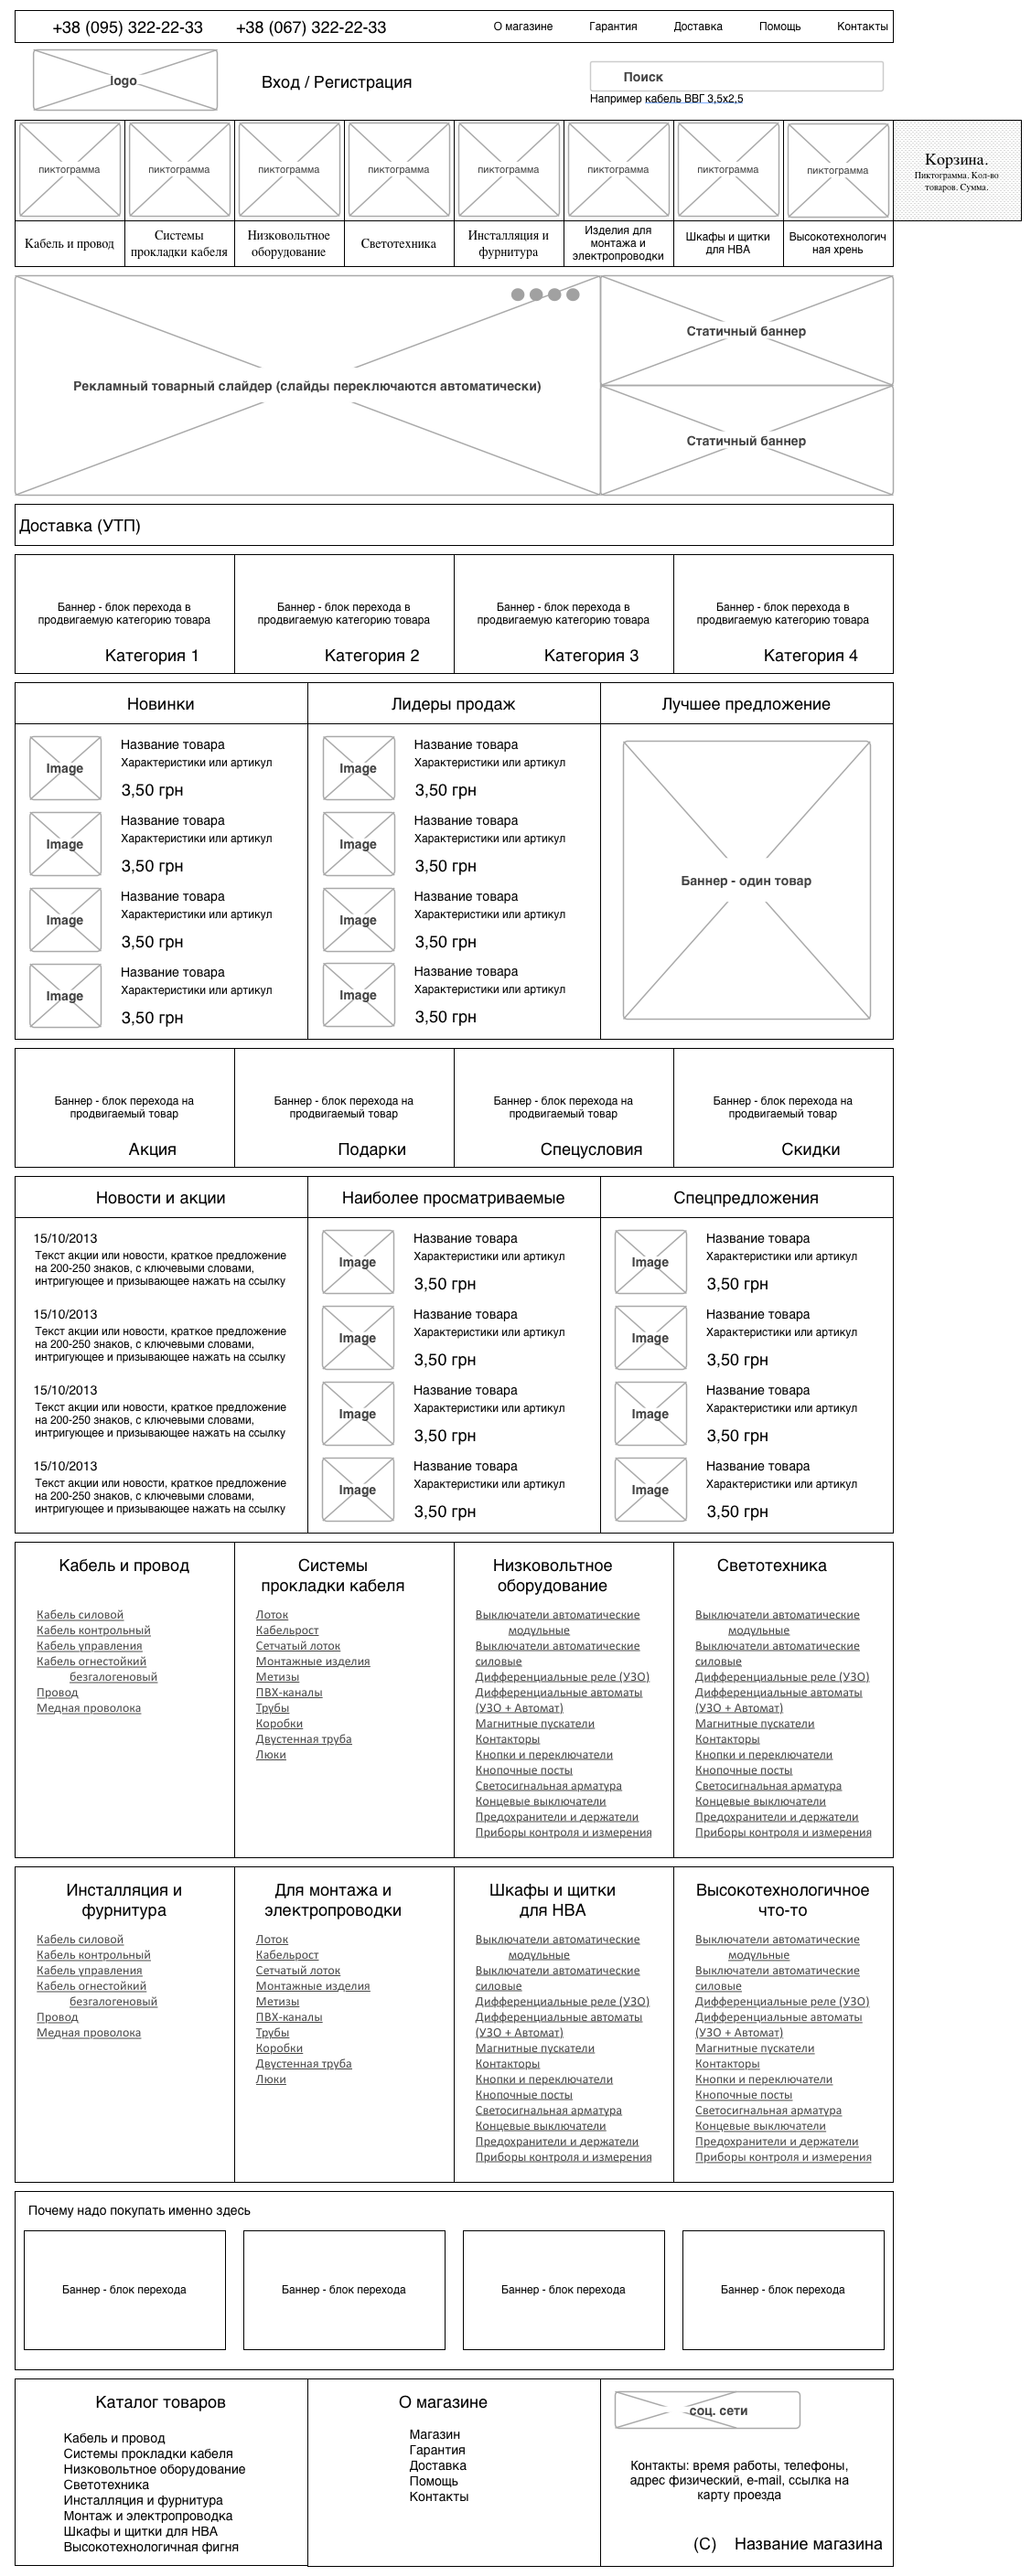 +38 (095) 322-22-33 +38 (067) 322-22-33 О магазине Гарантия Доставка Помощь Контакты
logo
Вход / Регистрация
Поиск
Например кабель ВВГ 3,5х2,5
пиктограмма пиктограмма пиктограмма пиктограмма пиктограмма пиктограмма пиктограмма пиктограмма
Корзина.
Пиктограмма. Кол-во
товаров. Сумма.
Кабель и провод
Системы
прокладки кабеля
Низковольтное
оборудование
Светотехника
Инсталляция и
фурнитура
Изделия для
монтажа и
электропроводки
Шкафы и щитки
для НВА
Высокотехнологич
ная хрень
Рекламный товарный слайдер (слайды переключаются автоматически)
Статичный баннер
Статичный баннер
Доставка (УТП)
Баннер - блок перехода в
продвигаемую категорию товара
Категория 1
Баннер - блок перехода в
продвигаемую категорию товара
Категория 2
Баннер - блок перехода в
продвигаемую категорию товара
Категория 3
Баннер - блок перехода в
продвигаемую категорию товара
Категория 4
Новинки
Image
Название товара
Характеристики или артикул
3,50 грн
Image
Название товара
Характеристики или артикул
3,50 грн
Image
Название товара
Характеристики или артикул
3,50 грн
Image
Название товара
Характеристики или артикул
3,50 грн
Лидеры продаж
Image
Название товара
Характеристики или артикул
3,50 грн
Image
Название товара
Характеристики или артикул
3,50 грн
Image
Название товара
Характеристики или артикул
3,50 грн
Image
Название товара
Характеристики или артикул
3,50 грн
Лучшее предложение
Баннер - один товар
Баннер - блок перехода на
продвигаемый товар
Акция
Баннер - блок перехода на
продвигаемый товар
Подарки
Баннер - блок перехода на
продвигаемый товар
Спецусловия
Баннер - блок перехода на
продвигаемый товар
Скидки
Новости и акции
15/10/2013
Текст акции или новости, краткое предложение
на 200-250 знаков, с ключевыми словами,
интригующее и призывающее нажать на ссылку
15/10/2013
Текст акции или новости, краткое предложение
на 200-250 знаков, с ключевыми словами,
интригующее и призывающее нажать на ссылку
15/10/2013
Текст акции или новости, краткое предложение
на 200-250 знаков, с ключевыми словами,
интригующее и призывающее нажать на ссылку
15/10/2013
Текст акции или новости, краткое предложение
на 200-250 знаков, с ключевыми словами,
интригующее и призывающее нажать на ссылку
Наиболее просматриваемые
Image
Название товара
Характеристики или артикул
3,50 грн
Image
Название товара
Характеристики или артикул
3,50 грн
Image
Название товара
Характеристики или артикул
3,50 грн
Image
Название товара
Характеристики или артикул
3,50 грн
Спецпредложения
Image
Название товара
Характеристики или артикул
3,50 грн
Image
Название товара
Характеристики или артикул
3,50 грн
Image
Название товара
Характеристики или артикул
3,50 грн
Image
Название товара
Характеристики или артикул
3,50 грн
Кабель и провод
Кабель силовой
Кабель контрольный
Кабель управления
Кабель огнестойкий
безгалогеновый
Провод
Медная проволока
Системы
прокладки кабеля
Лоток
Кабельрост
Сетчатый лоток
Монтажные изделия
Метизы
ПВХ-каналы
Трубы
Коробки
Двустенная труба
Люки
Низковольтное
оборудование
Выключатели автоматические
модульные
Выключатели автоматические
силовые
Дифференциальные реле (УЗО)
Дифференциальные автоматы
(УЗО + Автомат)
Магнитные пускатели
Контакторы
Кнопки и переключатели
Кнопочные посты
Светосигнальная арматура
Концевые выключатели
Предохранители и держатели
Приборы контроля и измерения
Светотехника
Выключатели автоматические
модульные
Выключатели автоматические
силовые
Дифференциальные реле (УЗО)
Дифференциальные автоматы
(УЗО + Автомат)
Магнитные пускатели
Контакторы
Кнопки и переключатели
Кнопочные посты
Светосигнальная арматура
Концевые выключатели
Предохранители и держатели
Приборы контроля и измерения
Инсталляция и
фурнитура
Кабель силовой
Кабель контрольный
Кабель управления
Кабель огнестойкий
безгалогеновый
Провод
Медная проволока
Для монтажа и
электропроводки
Лоток
Кабельрост
Сетчатый лоток
Монтажные изделия
Метизы
ПВХ-каналы
Трубы
Коробки
Двустенная труба
Люки
Шкафы и щитки
для НВА
Выключатели автоматические
модульные
Выключатели автоматические
силовые
Дифференциальные реле (УЗО)
Дифференциальные автоматы
(УЗО + Автомат)
Магнитные пускатели
Контакторы
Кнопки и переключатели
Кнопочные посты
Светосигнальная арматура
Концевые выключатели
Предохранители и держатели
Приборы контроля и измерения
Высокотехнологичное
что-то
Выключатели автоматические
модульные
Выключатели автоматические
силовые
Дифференциальные реле (УЗО)
Дифференциальные автоматы
(УЗО + Автомат)
Магнитные пускатели
Контакторы
Кнопки и переключатели
Кнопочные посты
Светосигнальная арматура
Концевые выключатели
Предохранители и держатели
Приборы контроля и измерения
Почему надо покупать именно здесь
Баннер - блок перехода Баннер - блок перехода Баннер - блок перехода Баннер - блок перехода
Каталог товаров
Кабель и провод
Системы прокладки кабеля
Низковольтное оборудование
Светотехника
Инсталляция и фурнитура
Монтаж и электропроводка
Шкафы и щитки для НВА
Высокотехнологичная фигня
О магазине
Магазин
Гарантия
Доставка
Помощь
Контакты
соц. сети
Контакты: время работы, телефоны,
адрес физический, e-mail, ссылка на
карту проезда
(С) Название магазина